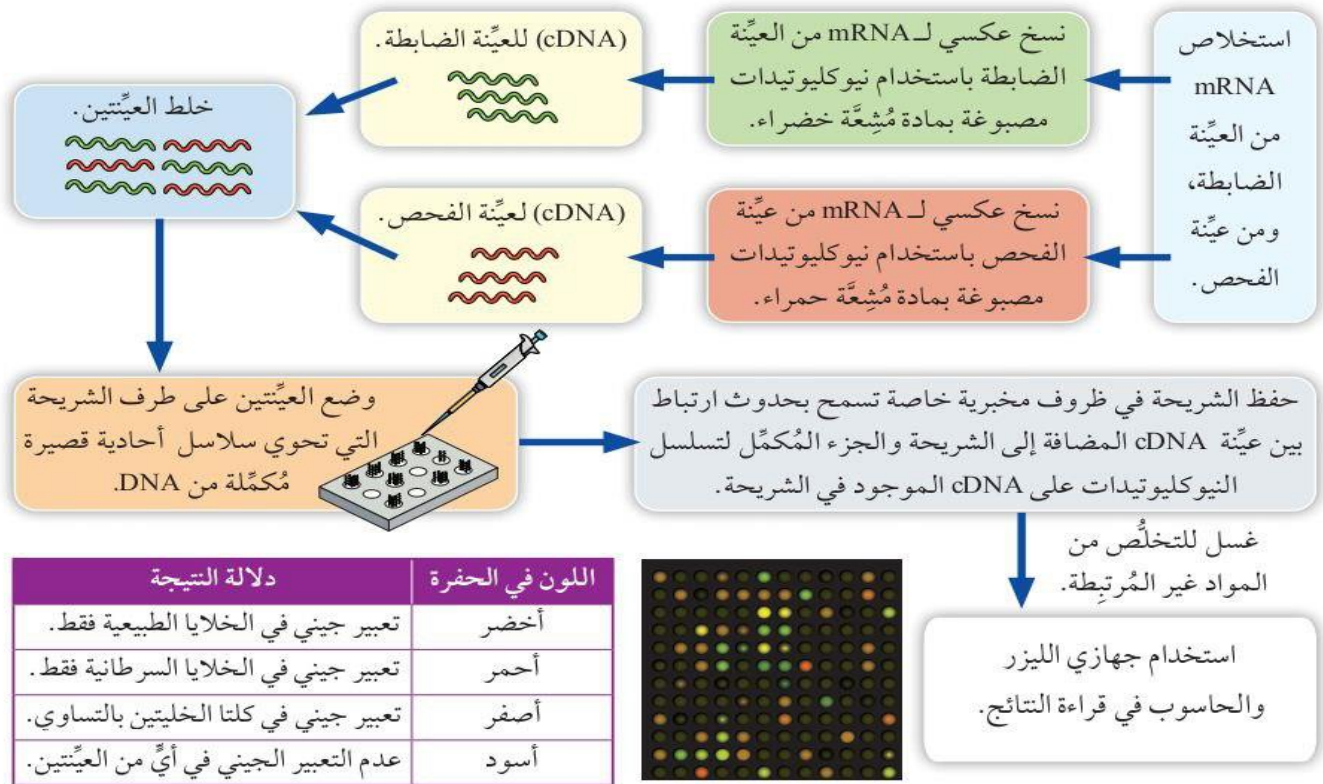 استخلاص
mRNA
من العيِّنة
الضابطة،
ومن عيِّنة
الفحص.
نسخ عكسي لـ mRNA من العيِّنة
الضابطة باستخدام نيوكليوتيدات
مصبوغة بمادة مُشِعَّة خضراء.
(cDNA) للعيِّنة الضابطة.
نسخ عكسي لـ mRNA من عيِّنة
الفحص باستخدام نيوكليوتيدات
مصبوغة بمادة مُشِعَّة حمراء.
(cDNA) لعيِّنة الفحص.
خلط العيِّنتين.
وضع العيِّنتين على طرف الشريحة
التي تحوي سلاسل أحادية قصيرة
مُكمِّلة من DNA.
حفظ الشريحة في ظروف مخبرية خاصة تسمح بحدوث ارتباط
بين عيِّنة cDNA المضافة إلى الشريحة والجزء المُكمِّل لتسلسل
النيوكليوتيدات على cDNA الموجود في الشريحة.
غسل للتخلُّص من
المواد غير المُرتبِطة.
استخدام جهازي الليزر
والحاسوب في قراءة النتائج.
اللون في الحفرة دلالة النتيجة
أخضر تعبير جيني في الخلايا الطبيعية فقط.
أحمر تعبير جيني في الخلايا السرطانية فقط.
أصفر تعبير جيني في كلتا الخليتين بالتساوي.
أسود عدم التعبير الجيني في أيٍّ من العيِّنتين.